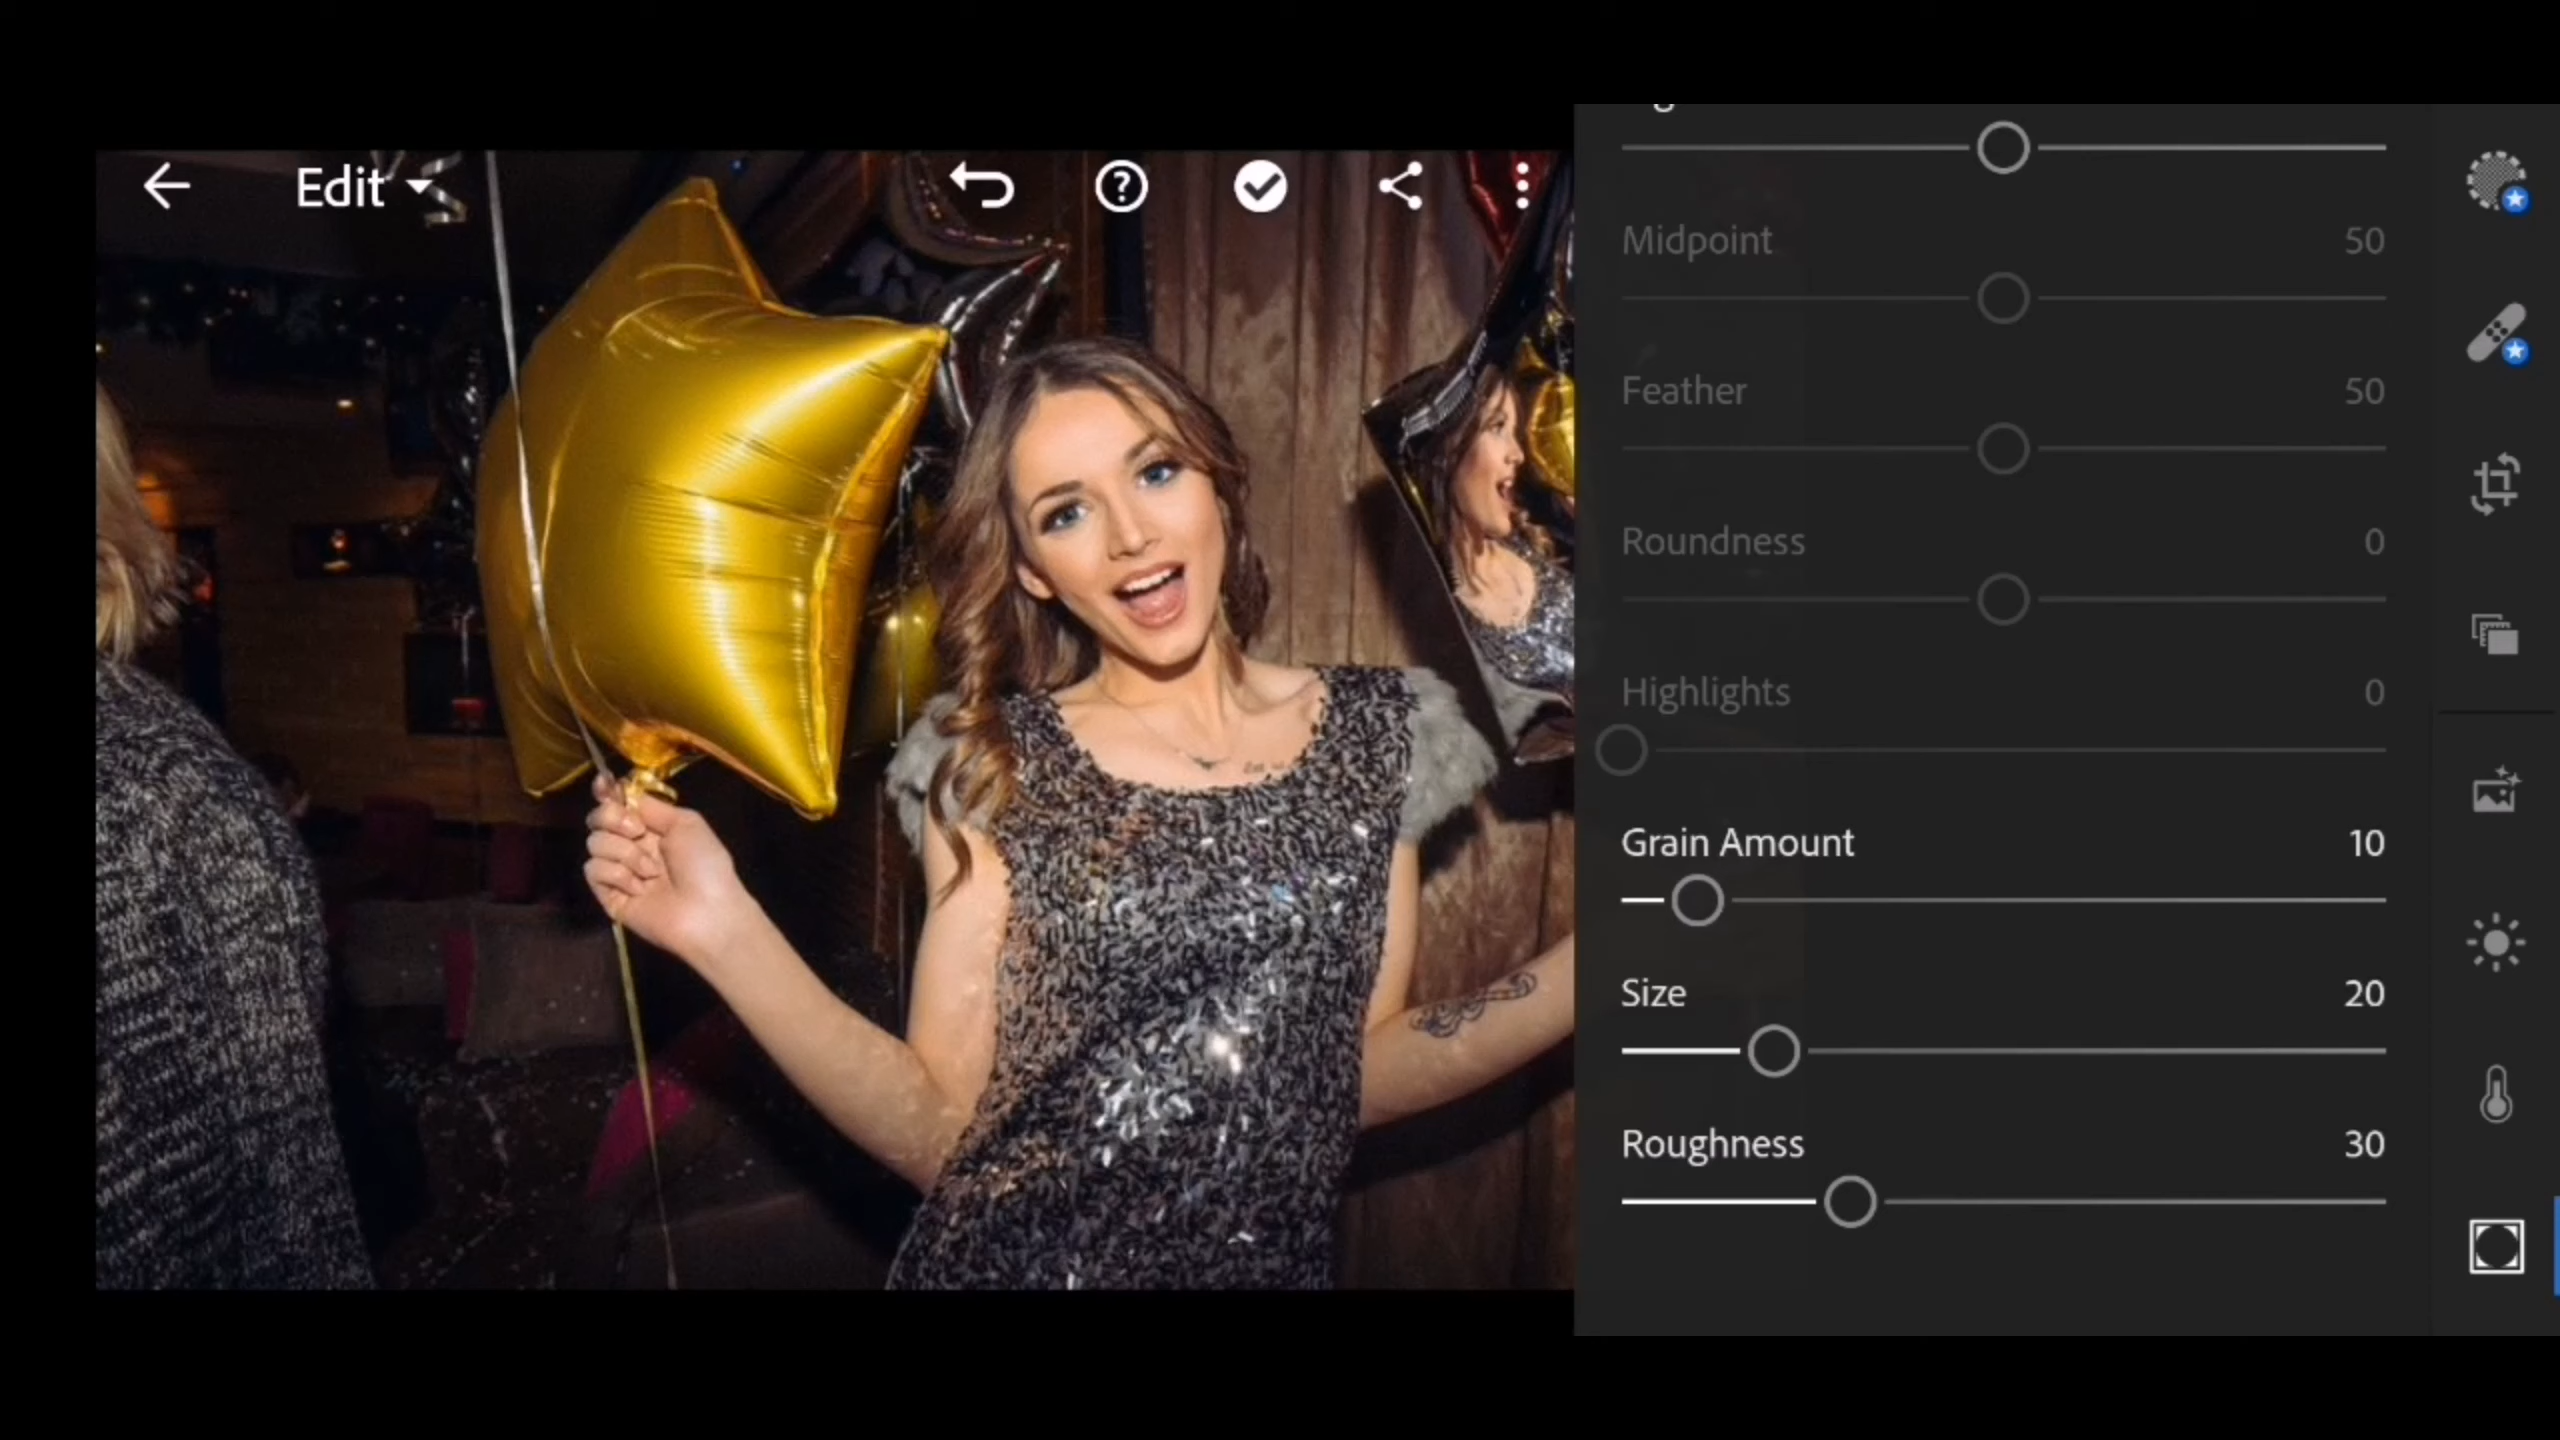 Edit
Midpoint 50
Feather 50
Roundness 0
Highlights 0
Grain Amount 10
Size 20
Roughness 30